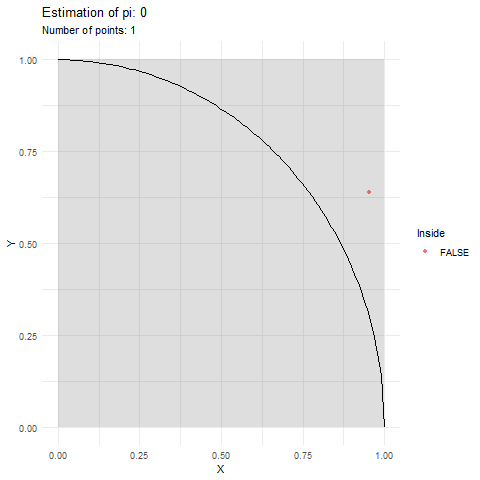 Estimation of pi: 0
Number of points: 1
1.00
0.75
0.50
0.25
0.00
Y
0.00 0.25 0.50 0.75 1.00
X
Inside
FALSE